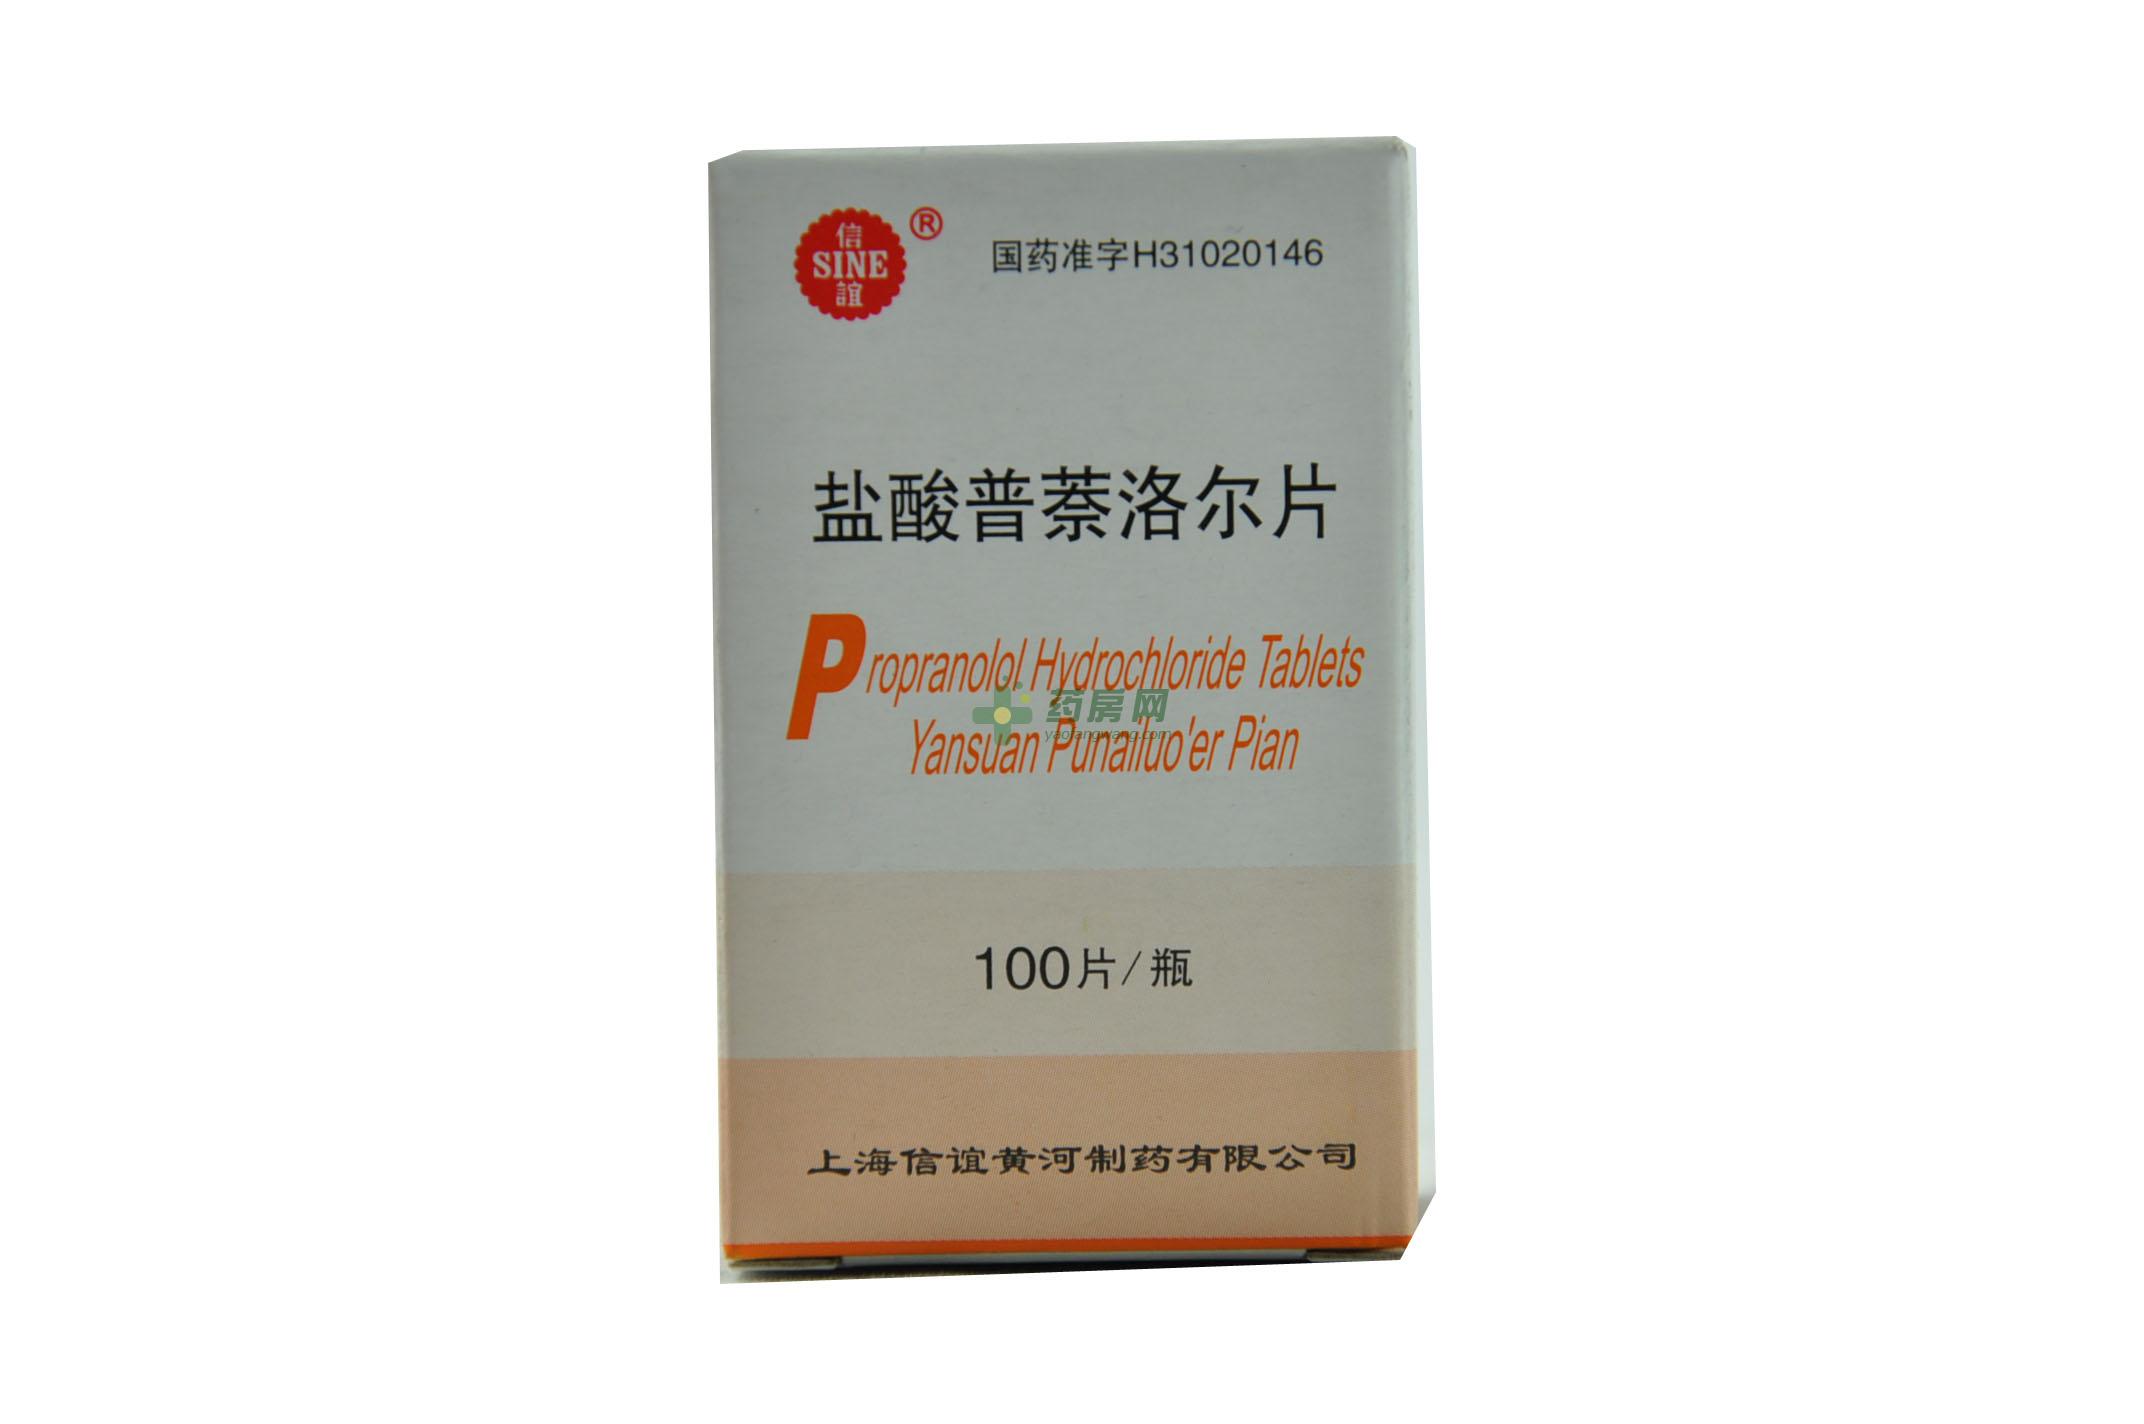 信
SINE
誼
®
国药准字H31020146
盐酸普萘洛尔片
Propranolol Hydrochloride Tablets
药房网
yaofangwang.com
Yansuan Punailuo'er Pian
100片/瓶
上海信谊黄河制药有限公司